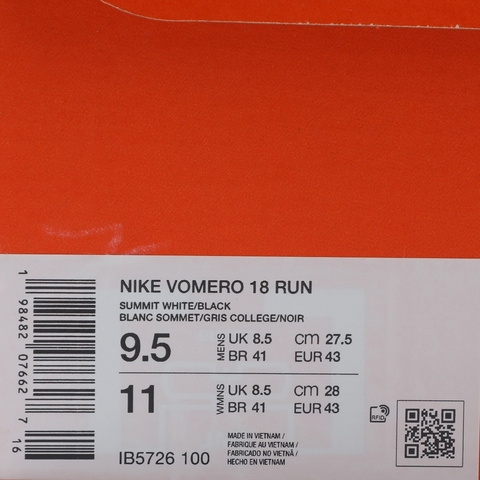 NIKE VOMERO 18 RUN
SUMMIT WHITE/BLACK
BLANC SOMMET/GRIS COLLEGE/NOIR
9.5 MENS UK 8.5 cm 27.5
BR 41 EUR 43
11 WMNS UK 8.5 cm 28
BR 41 EUR 43
IB5726 100
MADE IN VIETNAM /
FABRIQUE AU VIETNAM /
FABRICADO NO VIETNÃ /
HECHO EN VIETNAM
RFID
1 98482 07662 7 16